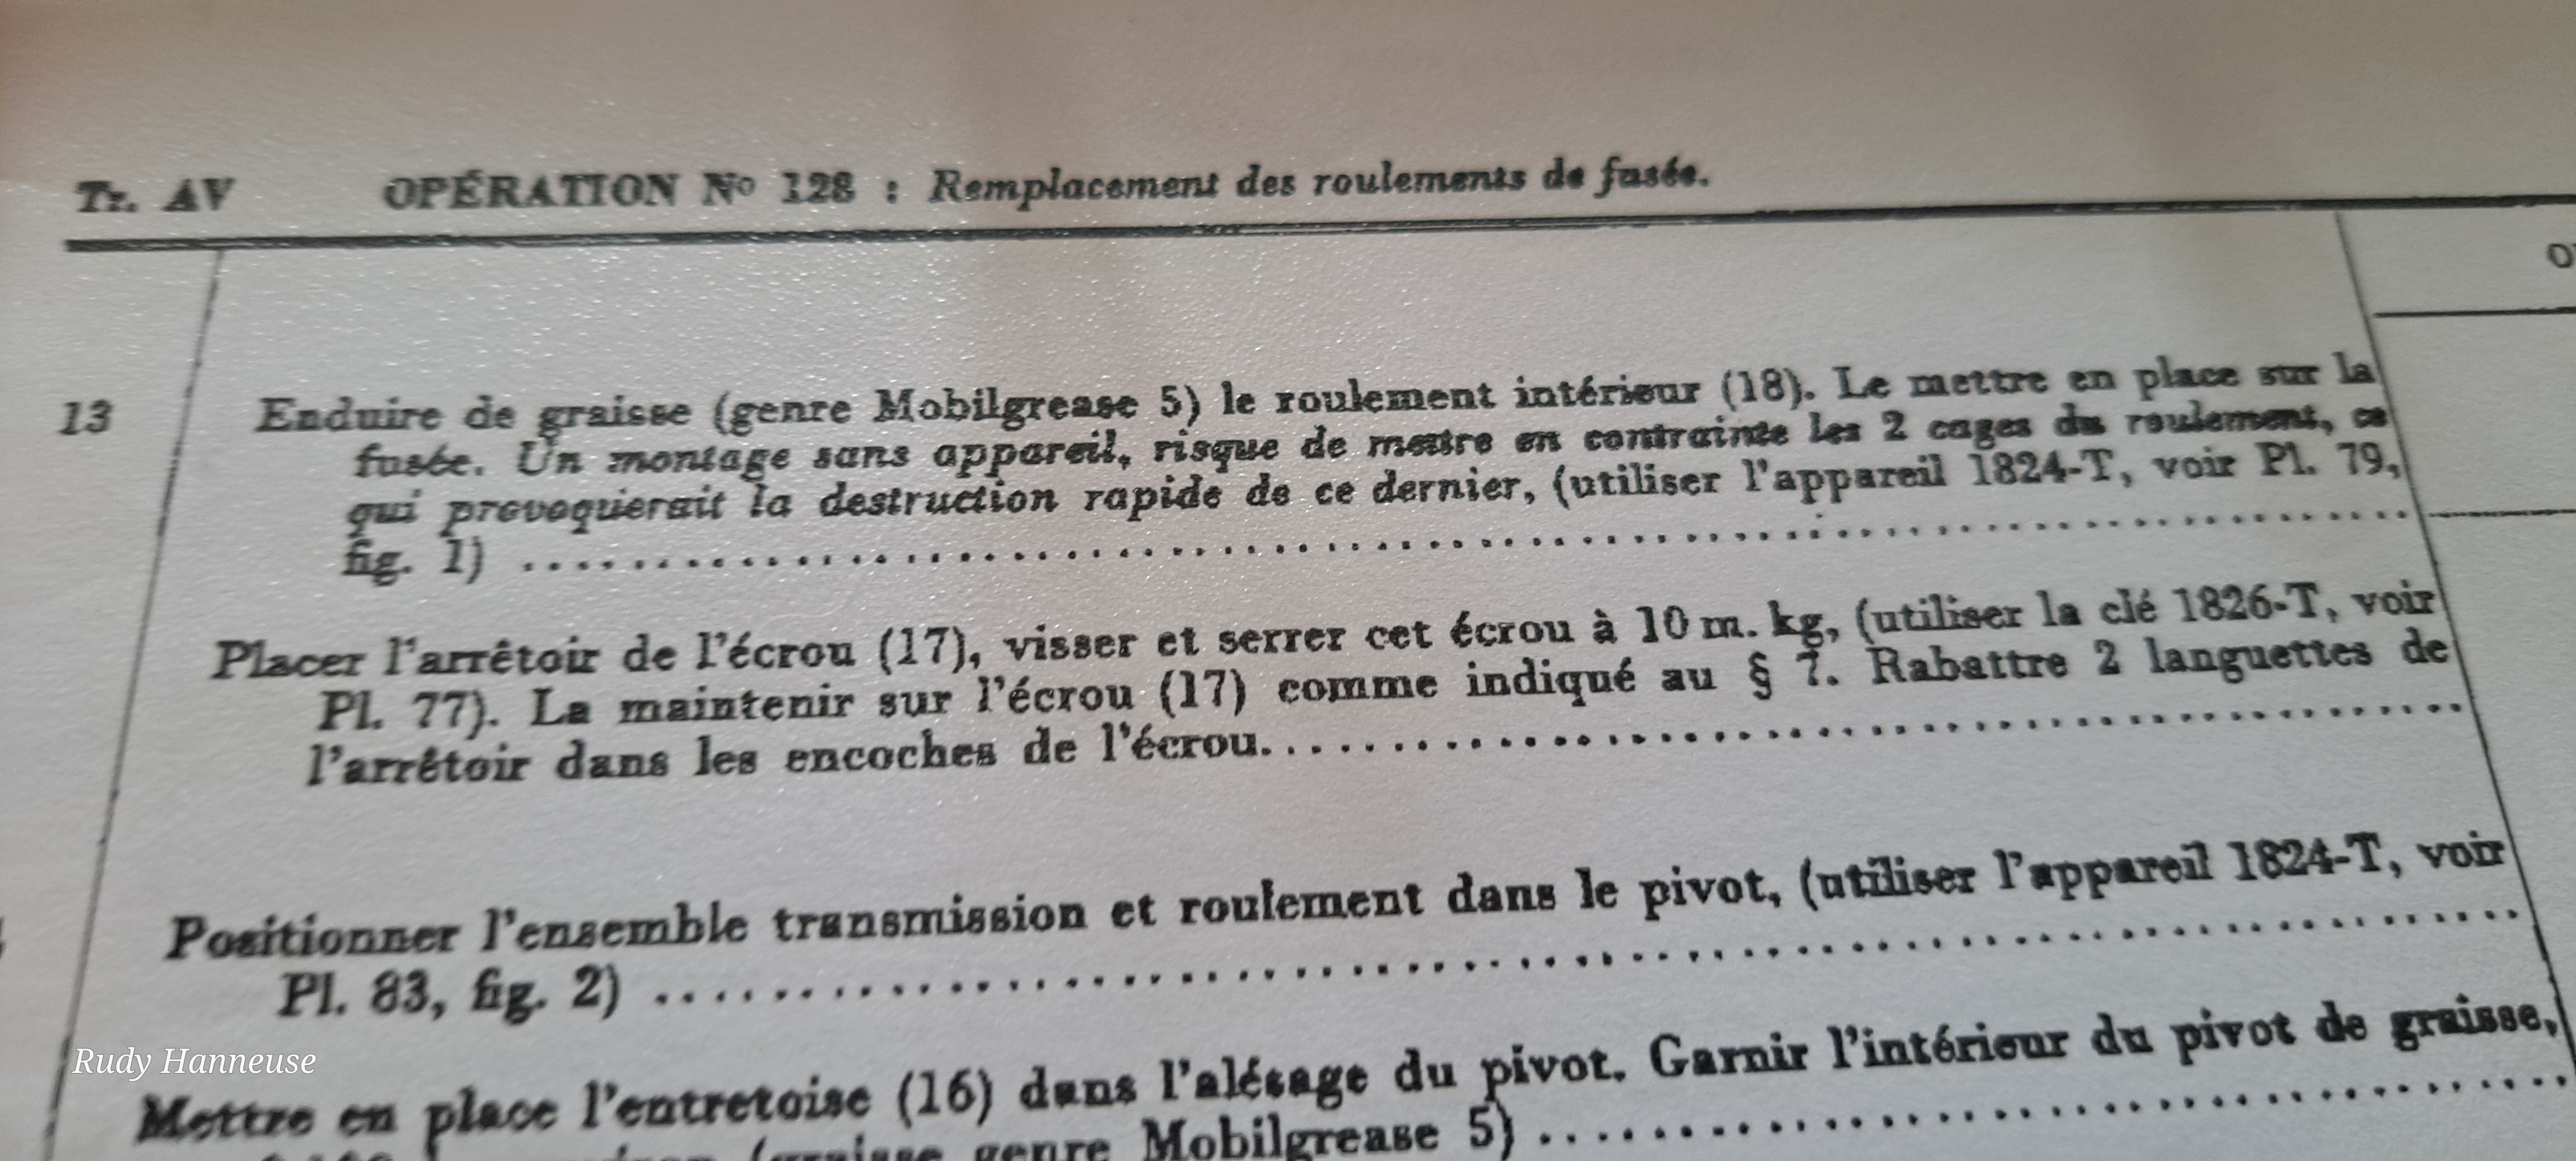 Tr. AV OPÉRATION Nº 128 : Remplacement des roulements de fusée.
13 Enduire de graisse (genre Mobilgrease 5) le roulement intérieur (18). Le mettre en place sur la
fusée. Un montage sans appareil, risque de mettre en contrainte les 2 cages du roulement, ce
qui provoquerait la destruction rapide de ce dernier, (utiliser l'appareil 1824-T, voir Pl. 79,
fig. 1)
Placer l'arrêtoir de l'écrou (17), visser et serrer cet écrou à 10 m. kg, (utiliser la clé 1826-T, voir
Pl. 77). La maintenir sur l'écrou (17) comme indiqué au § 7. Rabattre 2 languettes de
l'arrêtoir dans les encoches de l'écrou.
Positionner l'ensemble transmission et roulement dans le pivot, (utiliser l'appareil 1824-T, voir
Pl. 83, fig. 2)
Mettre en place l'entretoise (16) dans l'alésage du pivot. Garnir l'intérieur du pivot de graisse,
(graisse genre Mobilgrease 5)
Rudy Hanneuse